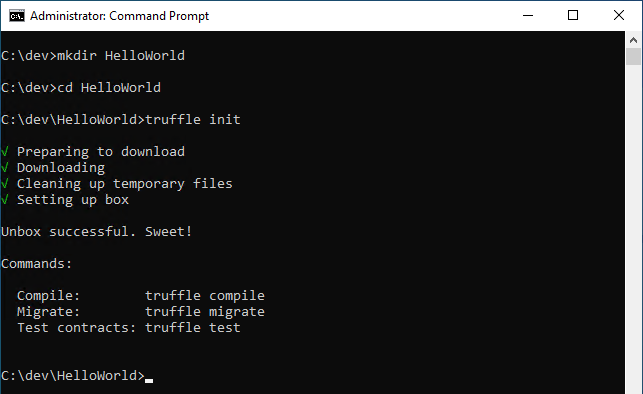 Administrator: Command Prompt
C:\dev>mkdir HelloWorld
C:\dev>cd HelloWorld
C:\dev\HelloWorld>truffle init
√ Preparing to download
√ Downloading
√ Cleaning up temporary files
√ Setting up box
Unbox successful. Sweet!
Commands:
Compile:        truffle compile
Migrate:        truffle migrate
Test contracts: truffle test
C:\dev\HelloWorld>